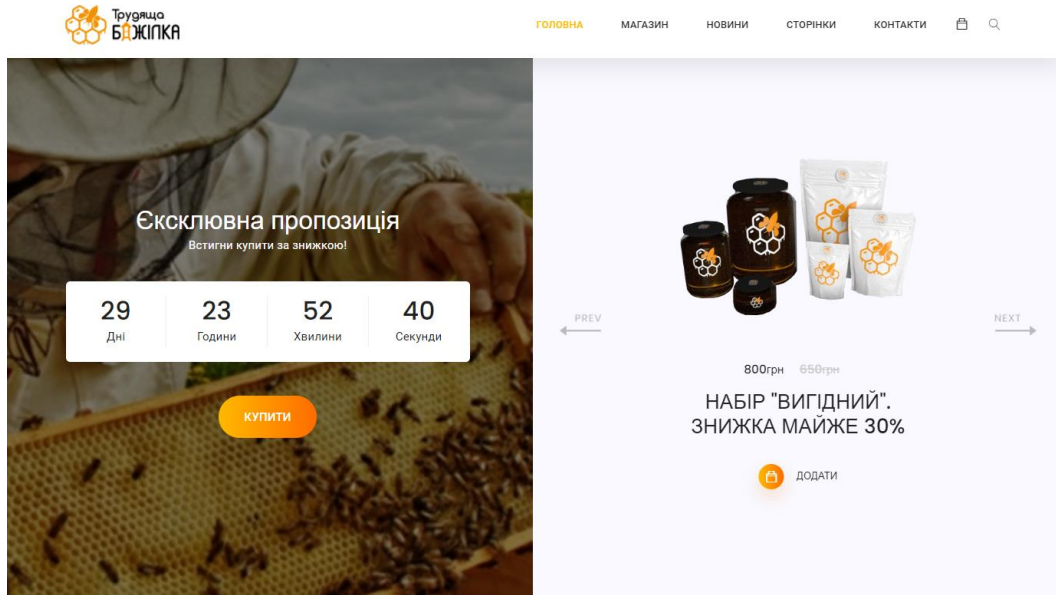 Трудяща
БДЖІЛКА
ГОЛОВНА МАГАЗИН НОВИНИ СТОРІНКИ КОНТАКТИ
Єксклювна пропозиція
Встигни купити за знижкою!
29 23 52 40
Дні Години Хвилини Секунди
КУПИТИ
PREV
NEXT
800грн 650грн
НАБІР "ВИГІДНИЙ".
ЗНИЖКА МАЙЖЕ 30%
ДОДАТИ